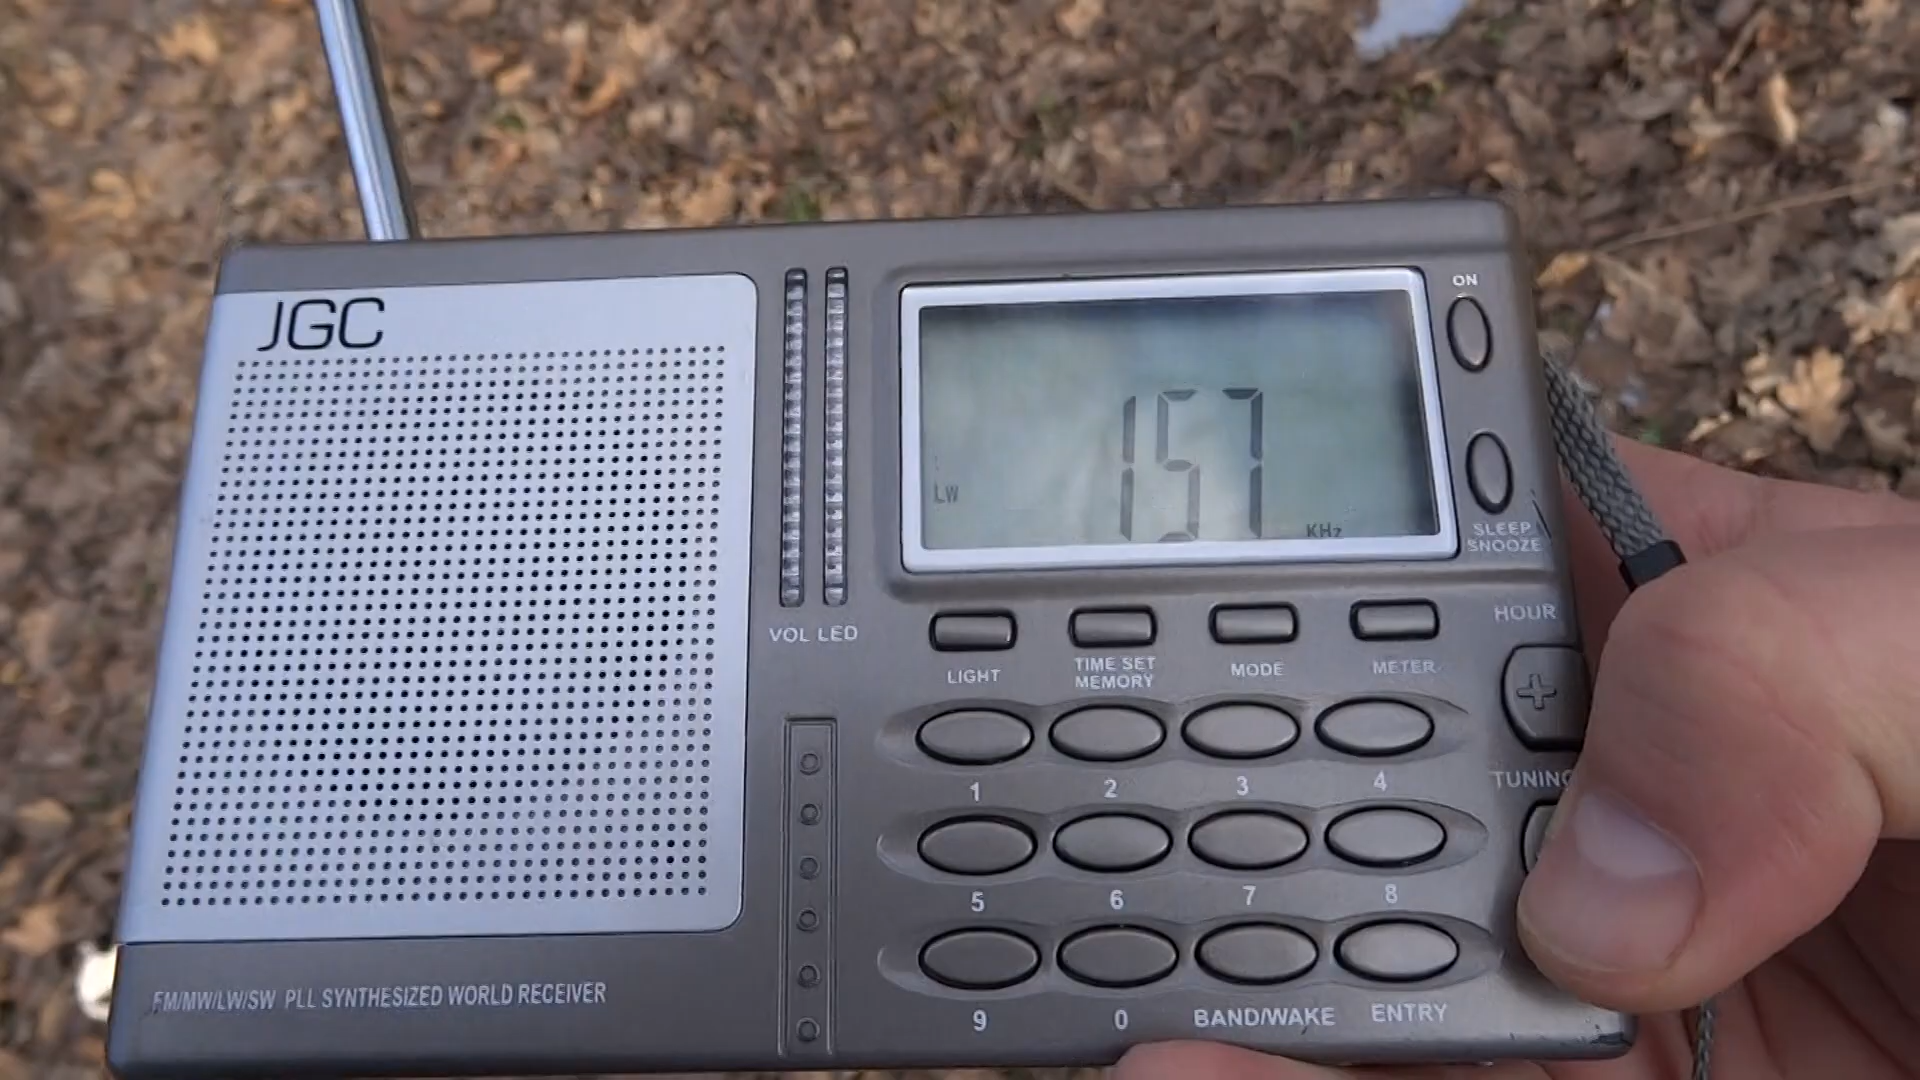 JGC
ON
157
LW
KHz
SLEEP
SNOOZE
HOUR
VOL LED
LIGHT
TIME SET
MEMORY
MODE
METER
1 2 3 4
TUNING
5 6 7 8
FM/MW/LW/SW PLL SYNTHESIZED WORLD RECEIVER
9 0 BAND/WAKE ENTRY